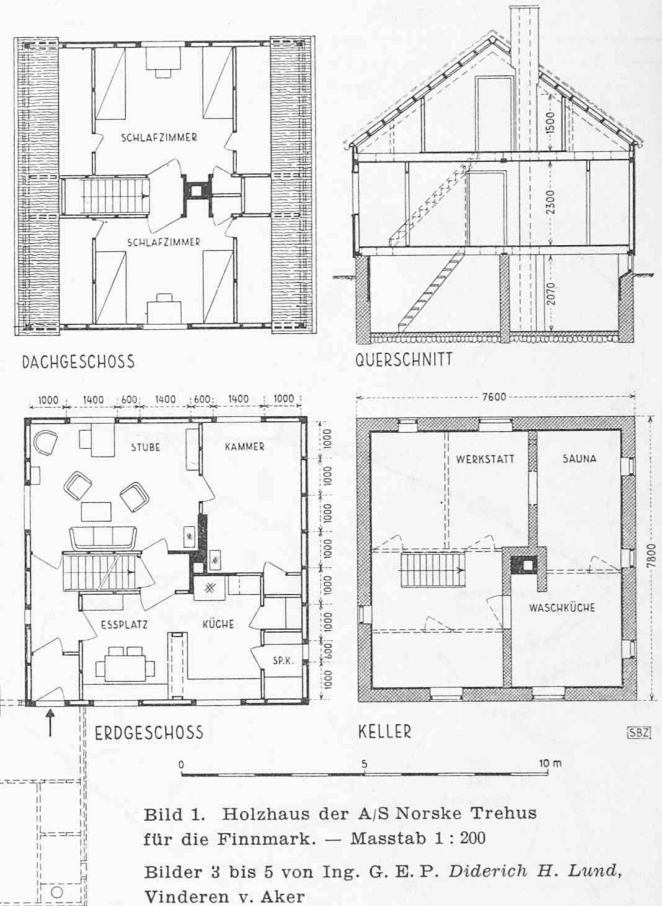 SCHLAFZIMMER
SCHLAFZIMMER
DACHGESCHOSS
1500
2300
2070
QUERSCHNITT
1000 1400 600 1400 600 1400 1000
STUBE
KAMMER
ESSPLATZ
KÜCHE
SP.K.
1000
1000
1000
1000
1000
1000
600
1000
ERDGESCHOSS
7600
7800
WERKSTATT
SAUNA
WASCHKÜCHE
KELLER
SBZ
0 5 10 m
Bild 1. Holzhaus der A/S Norske Trehus
für die Finnmark. — Masstab 1 : 200
Bilder 3 bis 5 von Ing. G. E. P. Diderich H. Lund,
Vinderen v. Aker